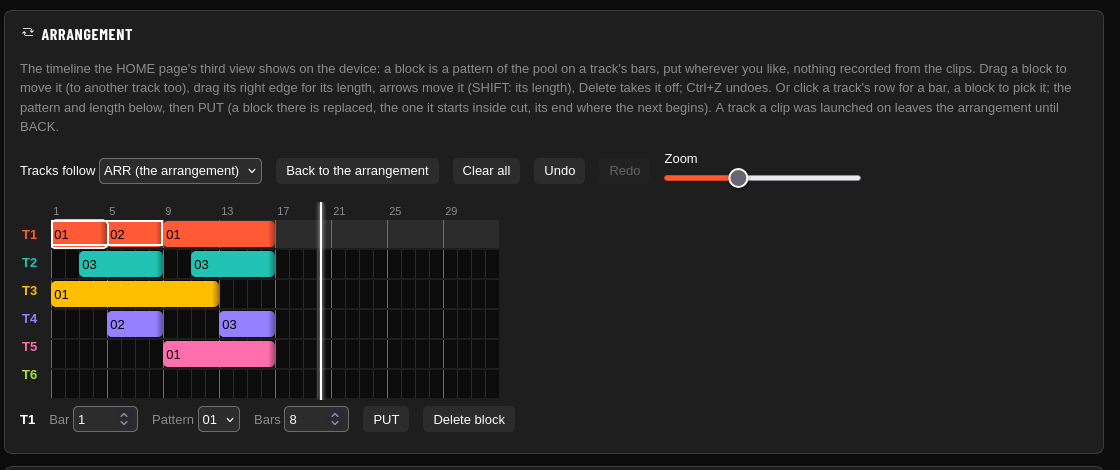 ARRANGEMENT
The timeline the HOME page's third view shows on the device: a block is a pattern of the pool on a track's bars, put wherever you like, nothing recorded from the clips. Drag a block to
move it (to another track too), drag its right edge for its length, arrows move it (SHIFT: its length), Delete takes it off; Ctrl+Z undoes. Or click a track's row for a bar, a block to pick it; the
pattern and length below, then PUT (a block there is replaced, the one it starts inside cut, its end where the next begins). A track a clip was launched on leaves the arrangement until
BACK.
Zoom
Tracks follow ARR (the arrangement) Back to the arrangement Clear all Undo Redo
1 5 9 13 17 21 25 29
T1 01 02 01
T2 03 03
T3 01
T4 02 03
T5 01
T6
T1 Bar 1 Pattern 01 Bars 8 PUT Delete block